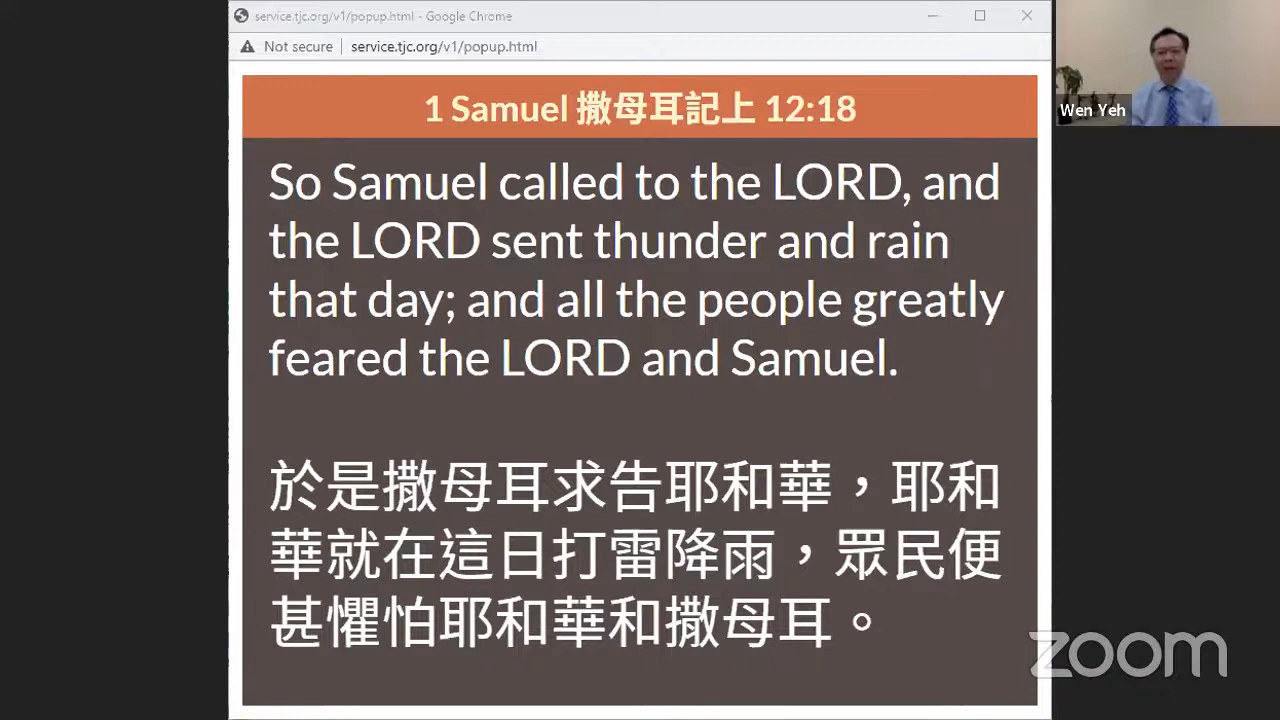 service.tjc.org/v1/popup.html - Google Chrome
Not secure
service.tjc.org/v1/popup.html
1 Samuel 撒母耳記上 12:18
So Samuel called to the LORD, and
the LORD sent thunder and rain
that day; and all the people greatly
feared the LORD and Samuel.
於是撒母耳求告耶和華，耶和
華就在這日打雷降雨，眾民便
甚懼怕耶和華和撒母耳。
Wen Yeh
zoom